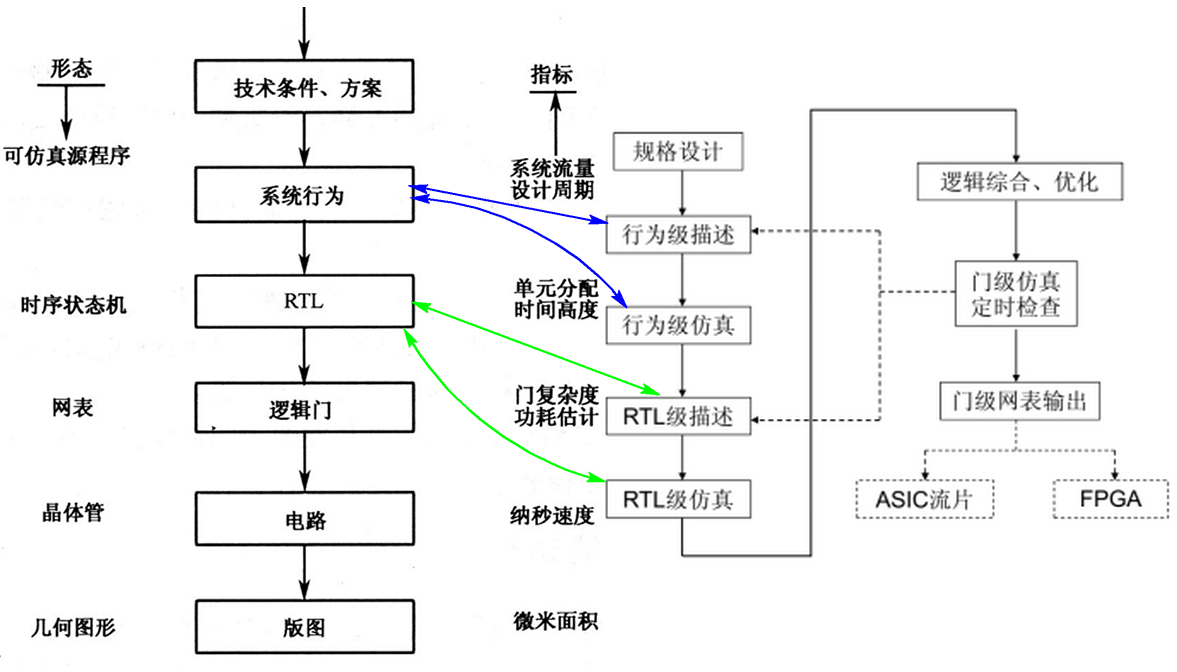 形态
可仿真源程序
时序状态机
网表
晶体管
几何图形
技术条件、方案
系统行为
RTL
逻辑门
电路
版图
指标
系统流量
设计周期
单元分配
时间高度
门复杂度
功耗估计
纳秒速度
微米面积
规格设计
行为级描述
行为级仿真
RTL级描述
RTL级仿真
逻辑综合、优化
门级仿真
定时检查
门级网表输出
ASIC流片
FPGA